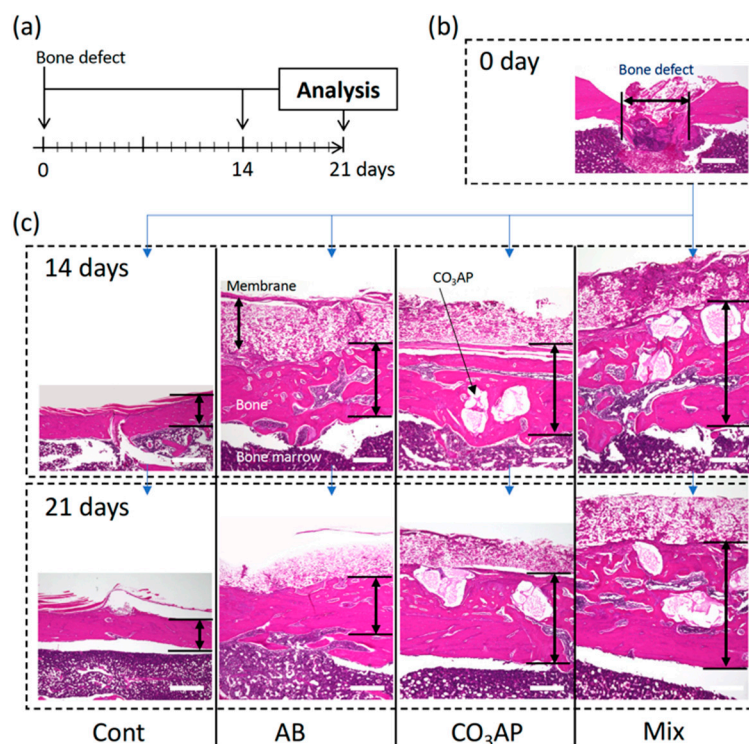 (a)
Bone defect
Analysis
0 14 21 days
(b)
0 day
Bone defect
(c)
14 days
Membrane
CO₃AP
Bone
Bone marrow
21 days
Cont AB CO₃AP Mix